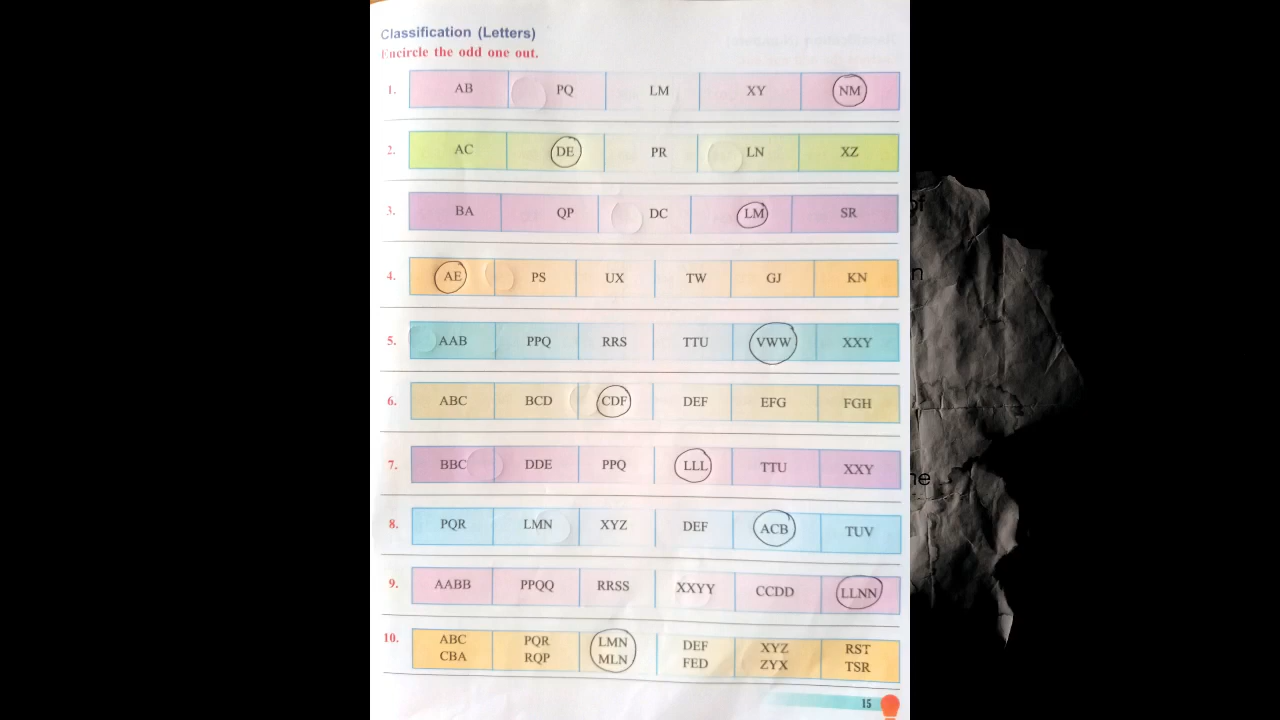 Classification (Letters)
Encircle the odd one out.
1. AB PQ LM XY NM
2. AC DE PR LN XZ
3. BA QP DC LM SR
4. AE PS UX TW GJ KN
5. AAB PPQ RRS TTU VWW XXY
6. ABC BCD CDF DEF EFG FGH
7. BBC DDE PPQ LLL TTU XXY
8. PQR LMN XYZ DEF ACB TUV
9. AABB PPQQ RRSS XXYY CCDD LLNN
10. ABC PQR LMN DEF XYZ RST
CBA RQP MLN FED ZYX TSR
15
of